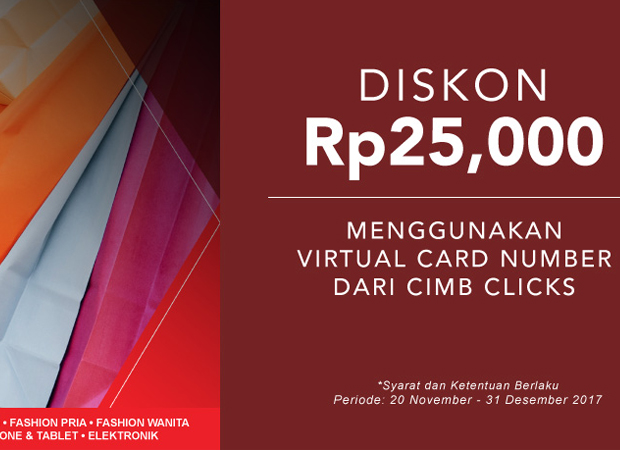 DISKON
Rp25,000
MENGGUNAKAN
VIRTUAL CARD NUMBER
DARI CIMB CLICKS
*Syarat dan Ketentuan Berlaku
Periode: 20 November - 31 Desember 2017
• FASHION PRIA • FASHION WANITA
ONE & TABLET • ELEKTRONIK